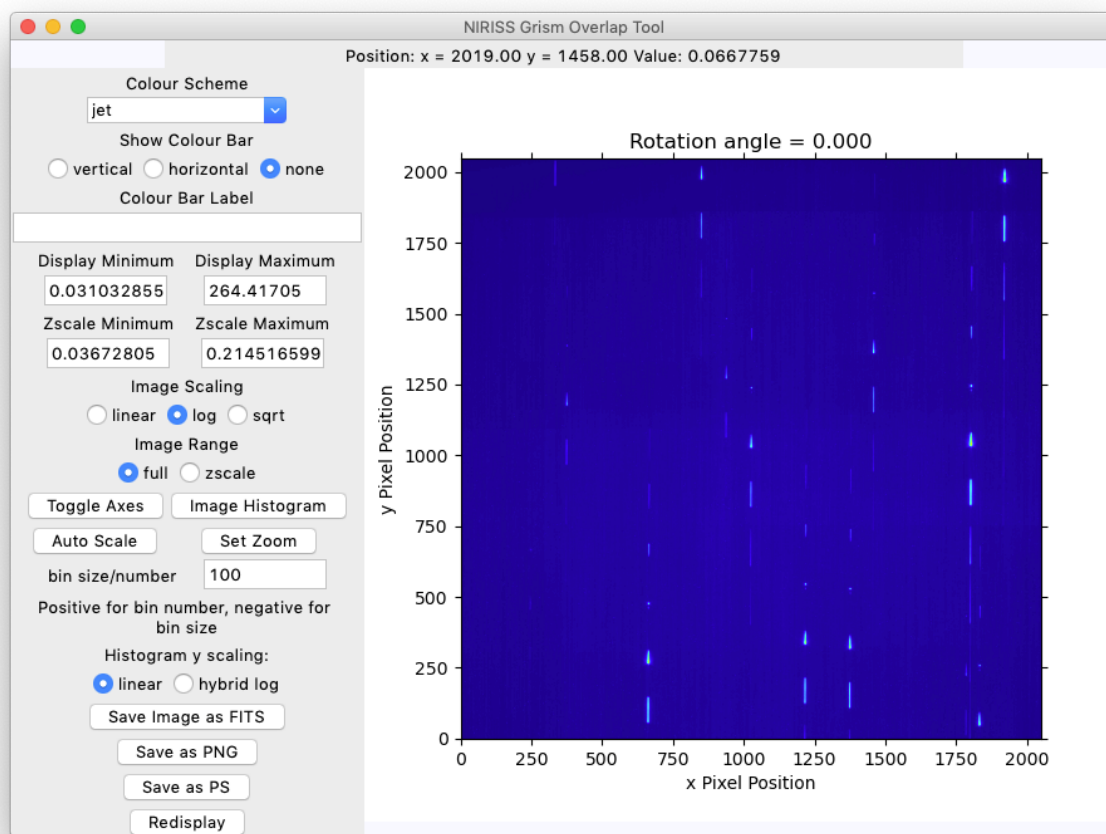 NIRISS Grism Overlap Tool
Position: x = 2019.00 y = 1458.00 Value: 0.0667759
Colour Scheme
jet
Show Colour Bar
vertical horizontal none
Colour Bar Label
Display Minimum Display Maximum
0.031032855 264.41705
Zscale Minimum Zscale Maximum
0.03672805 0.214516599
Image Scaling
linear log sqrt
Image Range
full zscale
Toggle Axes Image Histogram
Auto Scale Set Zoom
bin size/number 100
Positive for bin number, negative for
bin size
Histogram y scaling:
linear hybrid log
Save Image as FITS
Save as PNG
Save as PS
Redisplay
Rotation angle = 0.000
y Pixel Position
2000
1750
1500
1250
1000
750
500
250
0
0 250 500 750 1000 1250 1500 1750 2000
x Pixel Position